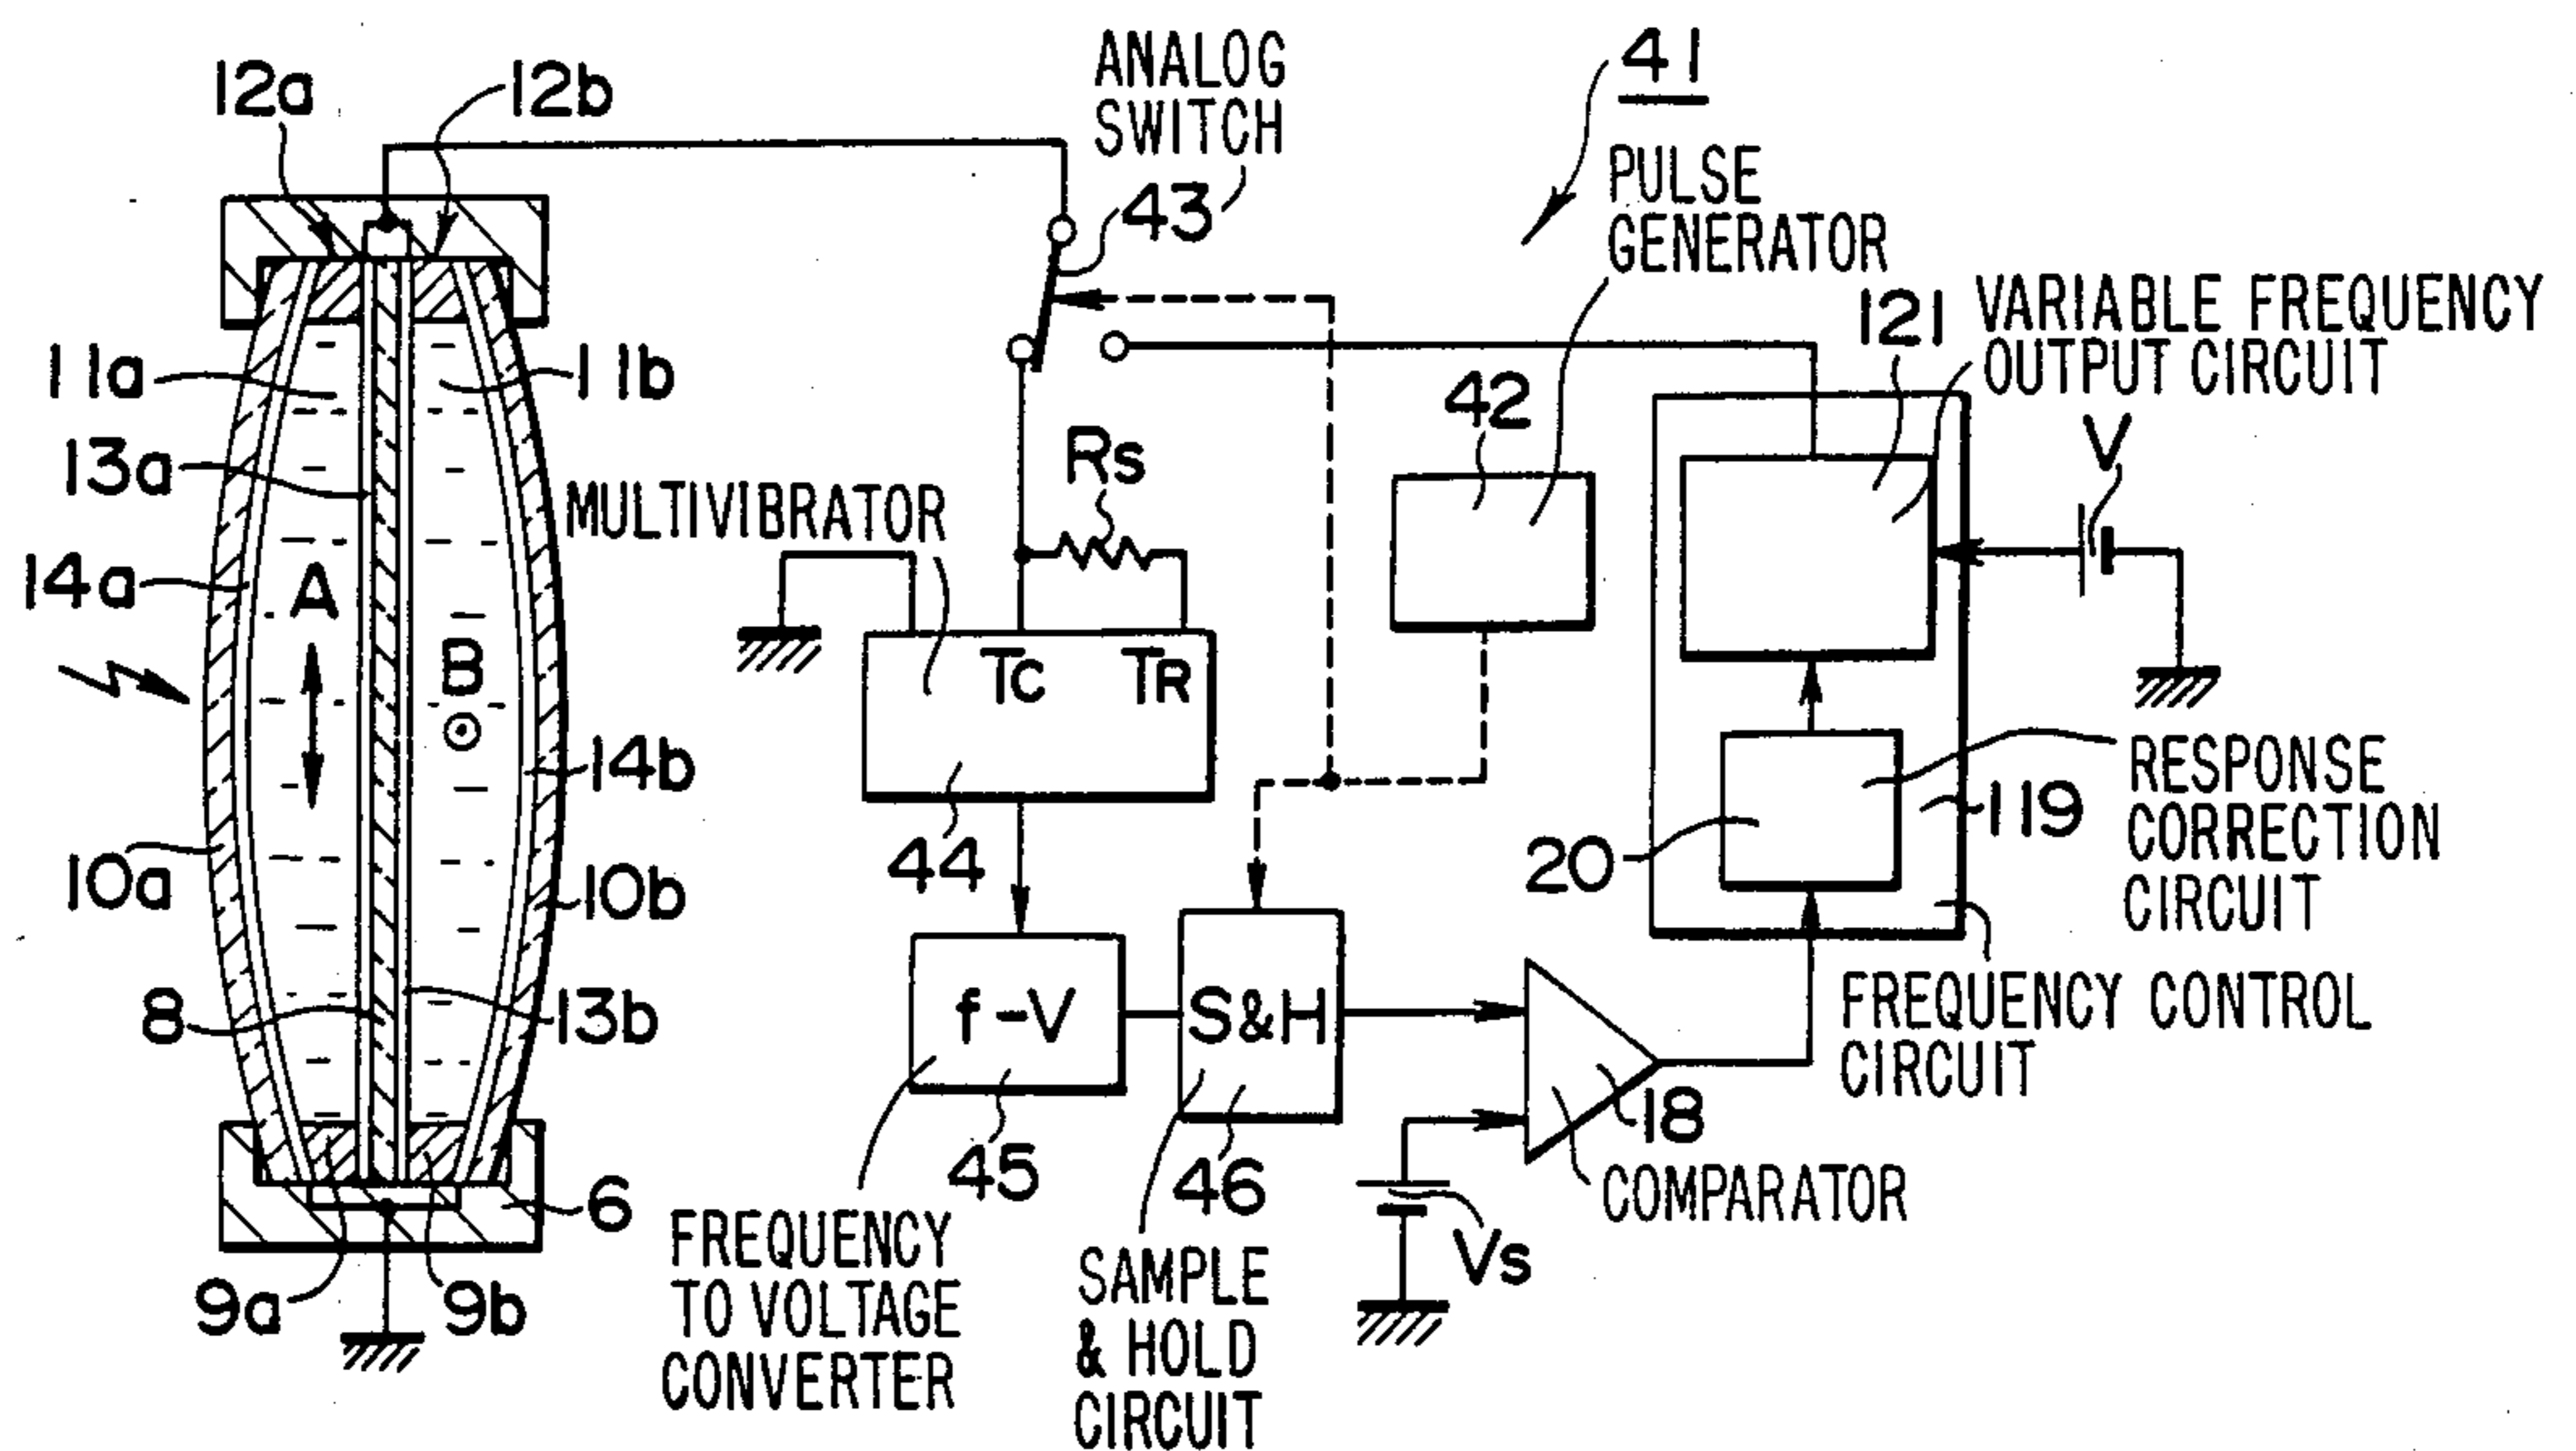 12a
12b
ANALOG
SWITCH
43
41
PULSE
GENERATOR
121
VARIABLE FREQUENCY
OUTPUT CIRCUIT
11a
11b
13a
MULTIVIBRATOR
Rs
42
V
14a
A
B
TC
TR
14b
44
10a
10b
20
119
RESPONSE
CORRECTION
CIRCUIT
8
13b
f-V
S&H
FREQUENCY CONTROL
CIRCUIT
18
COMPARATOR
45
46
6
9a
9b
FREQUENCY
TO VOLTAGE
CONVERTER
SAMPLE
& HOLD
CIRCUIT
Vs